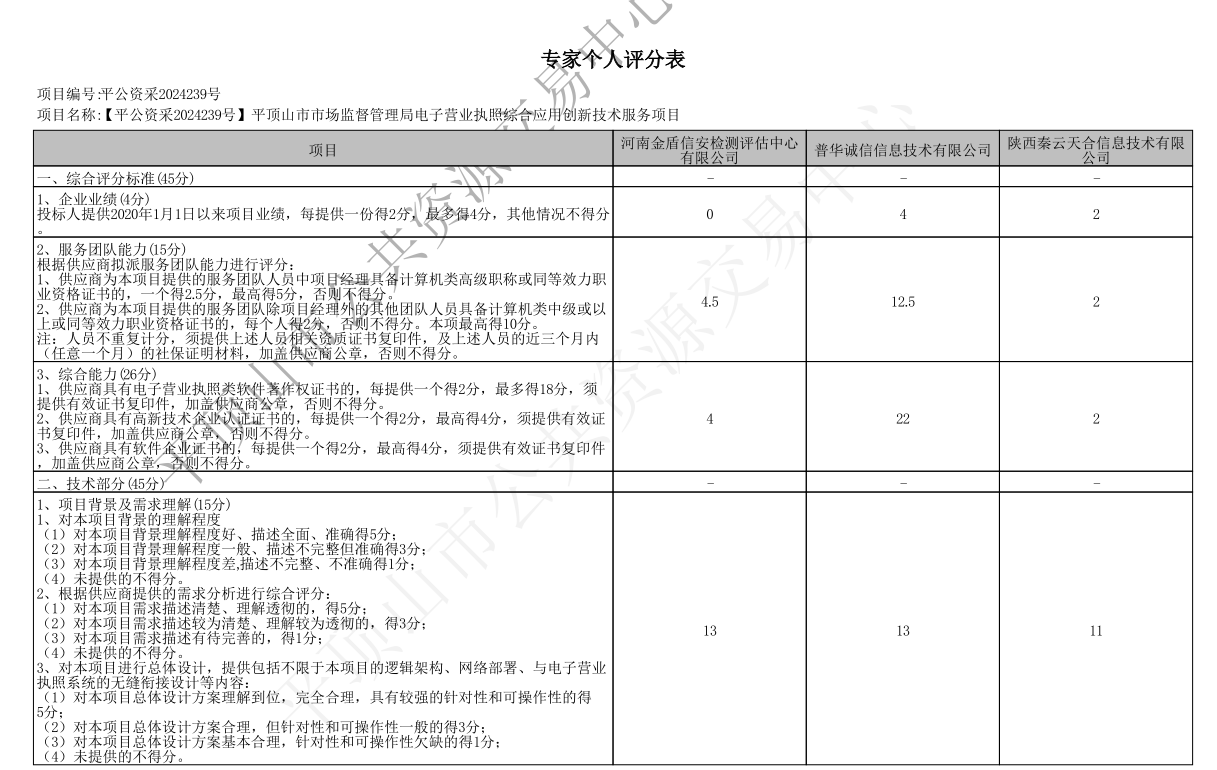 专家个人评分表
项目编号:平公资采2024239号
项目名称:【平公资采2024239号】平顶山市市场监督管理局电子营业执照综合应用创新技术服务项目
项目
河南金盾信安检测评估中心
有限公司
普华诚信信息技术有限公司
陕西秦云天合信息技术有限
公司
一、综合评分标准(45分)
–
–
–
1、企业业绩(4分)
投标人提供2020年1月1日以来项目业绩，每提供一份得2分，最多得4分，其他情况不得分
。
0
4
2
2、服务团队能力(15分)
根据供应商拟派服务团队能力进行评分：
1、供应商为本项目提供的服务团队人员中项目经理具备计算机类高级职称或同等效力职
业资格证书的，一个得2.5分，最高得5分，否则不得分。
2、供应商为本项目提供的服务团队除项目经理外的其他团队人员具备计算机类中级或以
上或同等效力职业资格证书的，每个人得2分，否则不得分。本项最高得10分。
注：人员不重复计分，须提供上述人员相关资质证书复印件，及上述人员的近三个月内
（任意一个月）的社保证明材料，加盖供应商公章，否则不得分。
4.5
12.5
2
3、综合能力(26分)
1、供应商具有电子营业执照类软件著作权证书的，每提供一个得2分，最多得18分，须
提供有效证书复印件，加盖供应商公章，否则不得分。
2、供应商具有高新技术企业认证证书的，每提供一个得2分，最高得4分，须提供有效证
书复印件，加盖供应商公章，否则不得分。
3、供应商具有软件企业证书的，每提供一个得2分，最高得4分，须提供有效证书复印件
，加盖供应商公章，否则不得分。
4
22
2
二、技术部分(45分)
–
–
–
1、项目背景及需求理解(15分)
1、对本项目背景的理解程度
（1）对本项目背景理解程度好、描述全面、准确得5分；
（2）对本项目背景理解程度一般、描述不完整但准确得3分；
（3）对本项目背景理解程度差,描述不完整、不准确得1分；
（4）未提供的不得分。
2、根据供应商提供的需求分析进行综合评分：
（1）对本项目需求描述清楚、理解透彻的，得5分；
（2）对本项目需求描述较为清楚、理解较为透彻的，得3分；
（3）对本项目需求描述有待完善的，得1分；
（4）未提供的不得分。
3、对本项目进行总体设计，提供包括不限于本项目的逻辑架构、网络部署、与电子营业
执照系统的无缝衔接设计等内容：
（1）对本项目总体设计方案理解到位，完全合理，具有较强的针对性和可操作性的得
5分；
（2）对本项目总体设计方案合理，但针对性和可操作性一般的得3分；
（3）对本项目总体设计方案基本合理，针对性和可操作性欠缺的得1分；
（4）未提供的不得分。
13
13
11
平顶山市公共资源交易中心
平顶山市公共资源交易中心